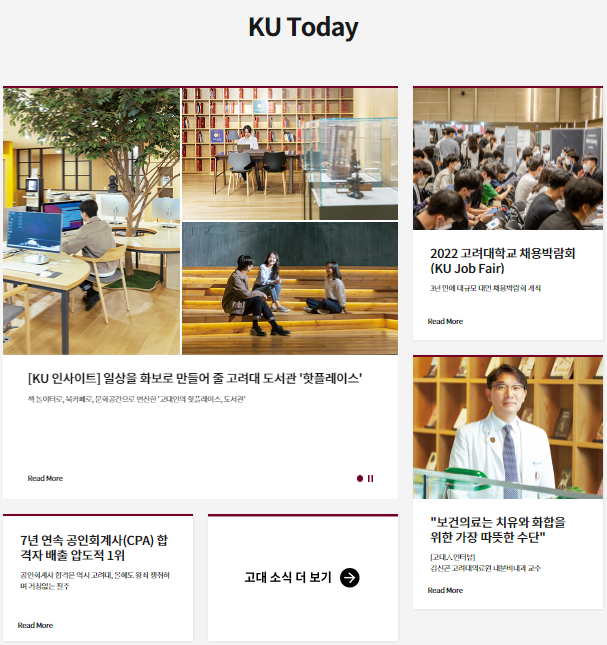 KU Today
[KU 인사이트] 일상을 화보로 만들어 줄 고려대 도서관 '핫플레이스'
책 놀이터로, 북카페로, 문화공간으로 변신한 '고대인의 핫플레이스, 도서관'
Read More
2022 고려대학교 채용박람회
(KU Job Fair)
3년 만에 대규모 대면 채용박람회 개최
Read More
"보건의료는 치유와 화합을
위한 가장 따뜻한 수단"
[고대人 인터뷰]
김신곤 고려대의료원 내분비내과 교수
Read More
7년 연속 공인회계사(CPA) 합
격자 배출 압도적 1위
공인회계사 합격은 역시 고려대, 올해도 왕좌 쟁취하
며 거침없는 질주
Read More
고대 소식 더 보기